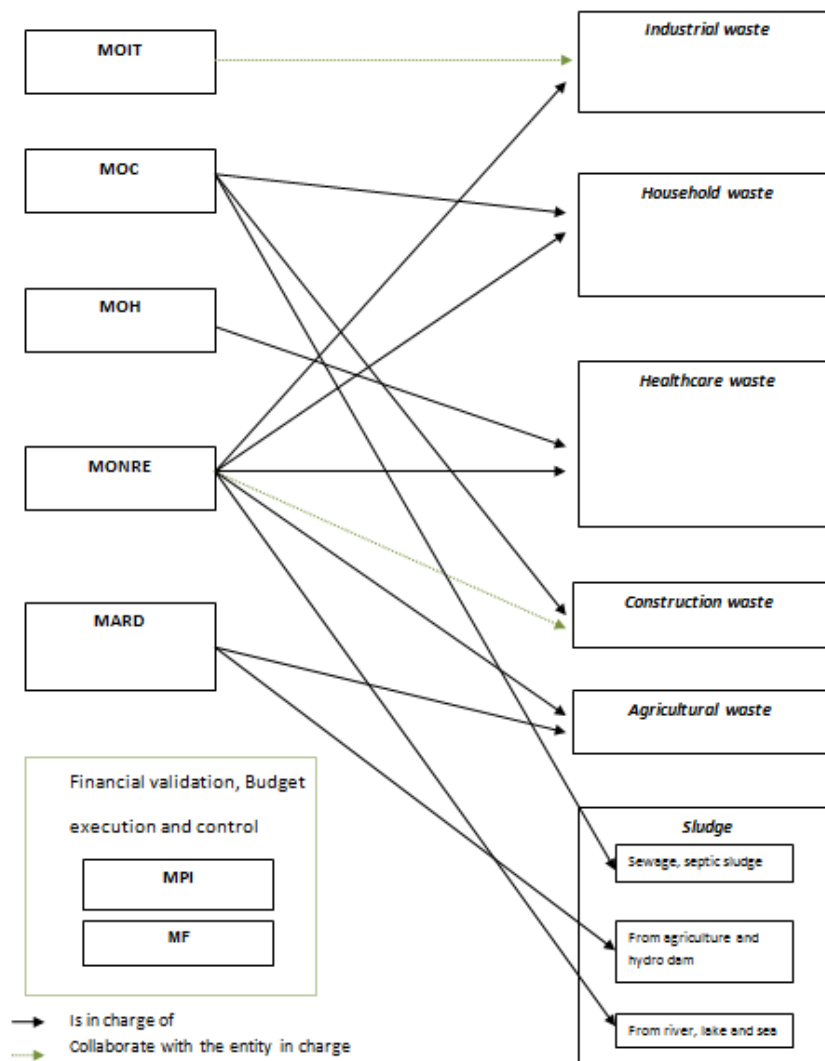 MOIT
Industrial waste
MOC
Household waste
MOH
Healthcare waste
MONRE
MARD
Construction waste
Agricultural waste
Financial validation, Budget
execution and control
MPI
MF
Sludge
Sewage, septic sludge
From agriculture and
hydro dam
From river, lake and sea
Is in charge of
Collaborate with the entity in charge